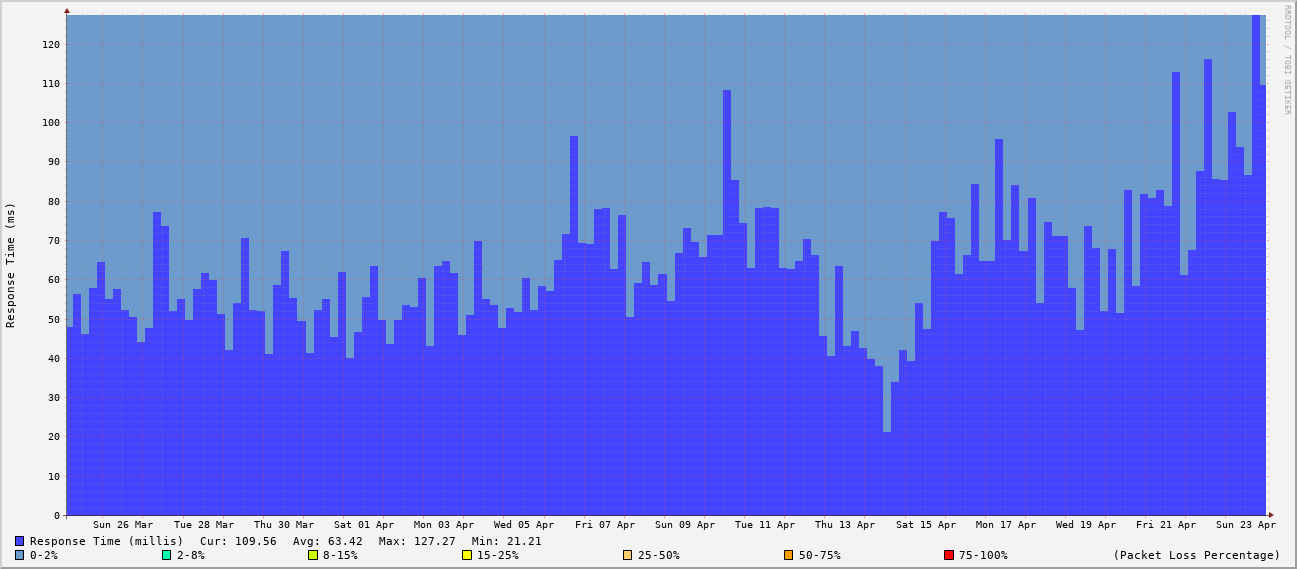 RRDTOOL / TOBI OETIKER
Response Time (ms)
120
110
100
90
80
70
60
50
40
30
20
10
0
Sun 26 Mar Tue 28 Mar Thu 30 Mar Sat 01 Apr Mon 03 Apr Wed 05 Apr Fri 07 Apr Sun 09 Apr Tue 11 Apr Thu 13 Apr Sat 15 Apr Mon 17 Apr Wed 19 Apr Fri 21 Apr Sun 23 Apr
Response Time (millis) Cur: 109.56 Avg: 63.42 Max: 127.27 Min: 21.21
0-2% 2-8% 8-15% 15-25% 25-50% 50-75% 75-100% (Packet Loss Percentage)